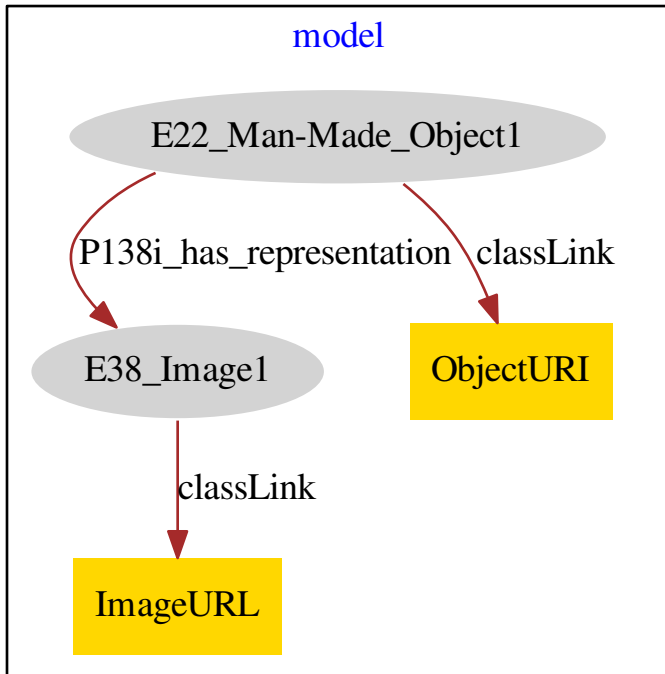 model
E22_Man-Made_Object1
P138i_has_representation
classLink
E38_Image1
ObjectURI
classLink
ImageURL